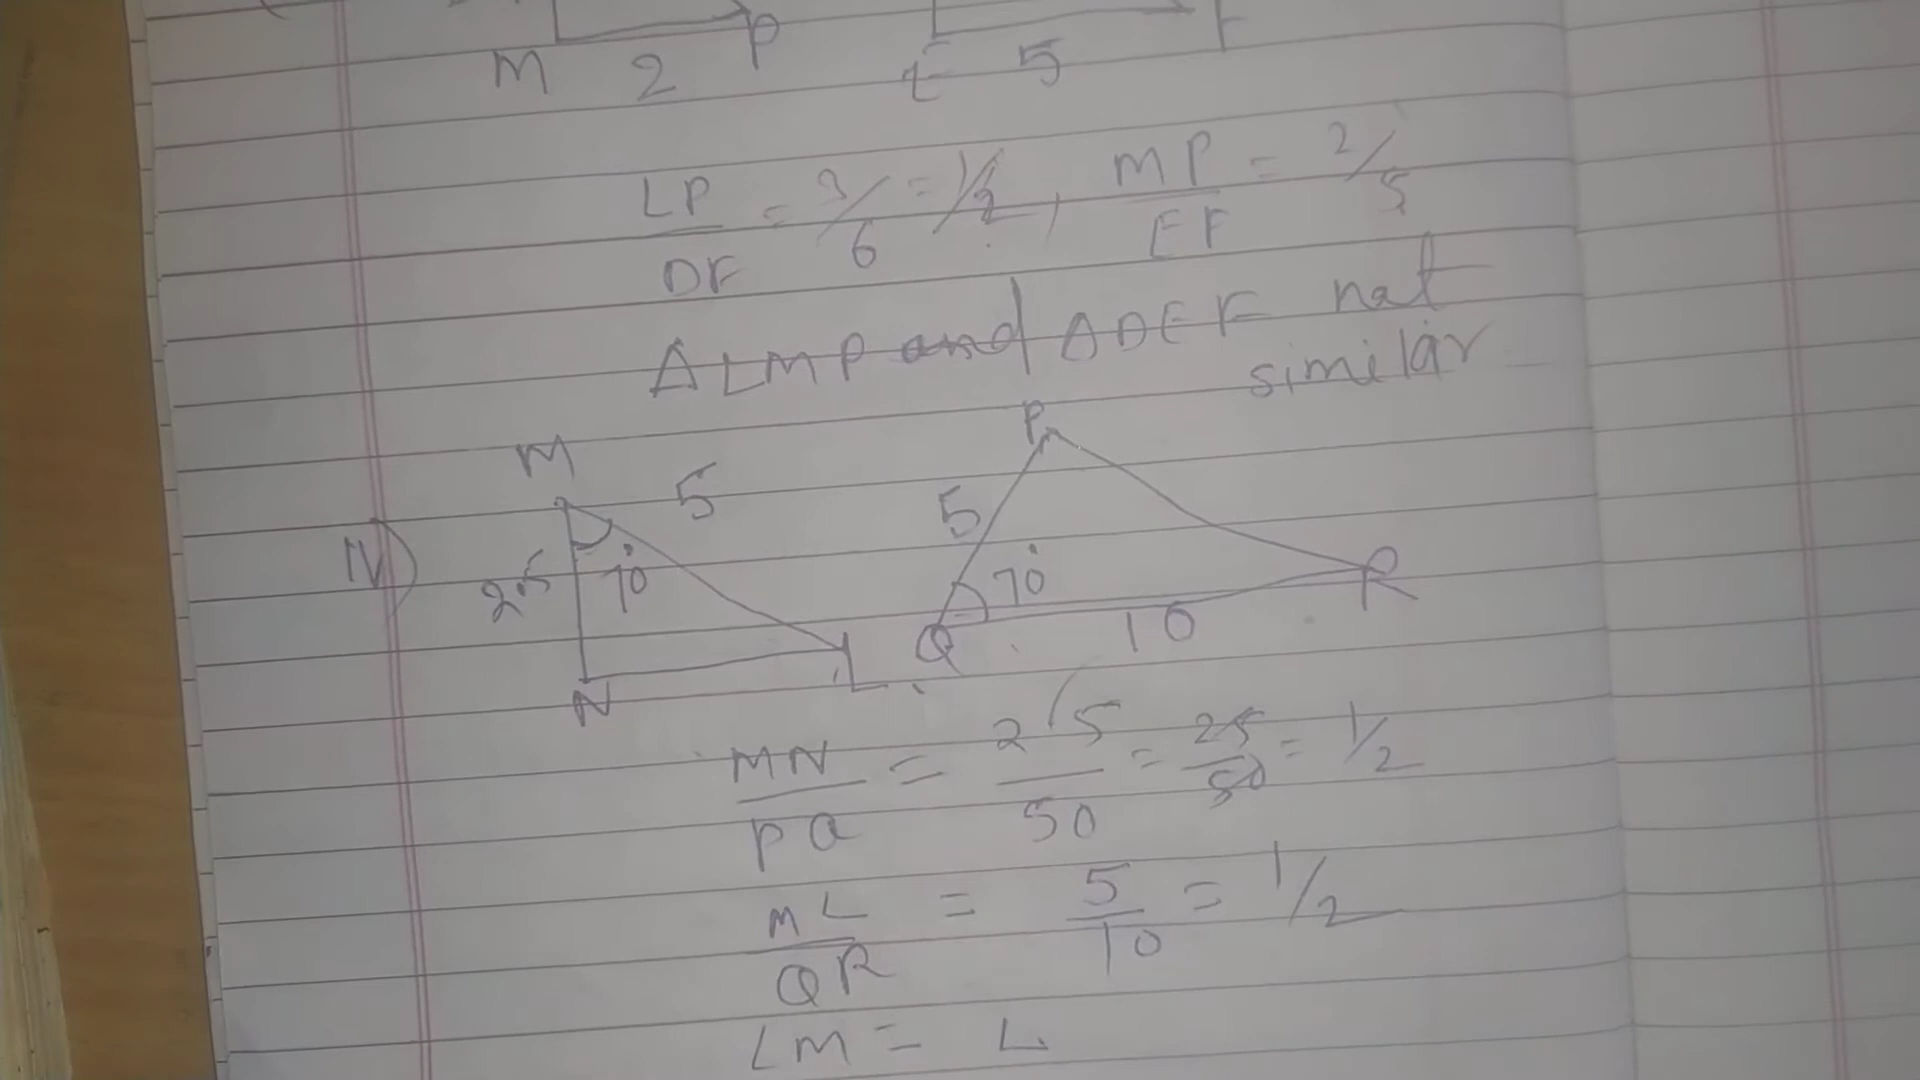 M 2 P E 5 F
LP/DF = 3/6 = 1/2, MP/EF = 2/5
ΔLMP and ΔDEF not
similar
IV)
M 5 P
2.5 70° 5 70° R
N L Q 10
MN/PQ = 2.5/50 = 25/50 = 1/2
ML/QR = 5/10 = 1/2
∠M = ∠